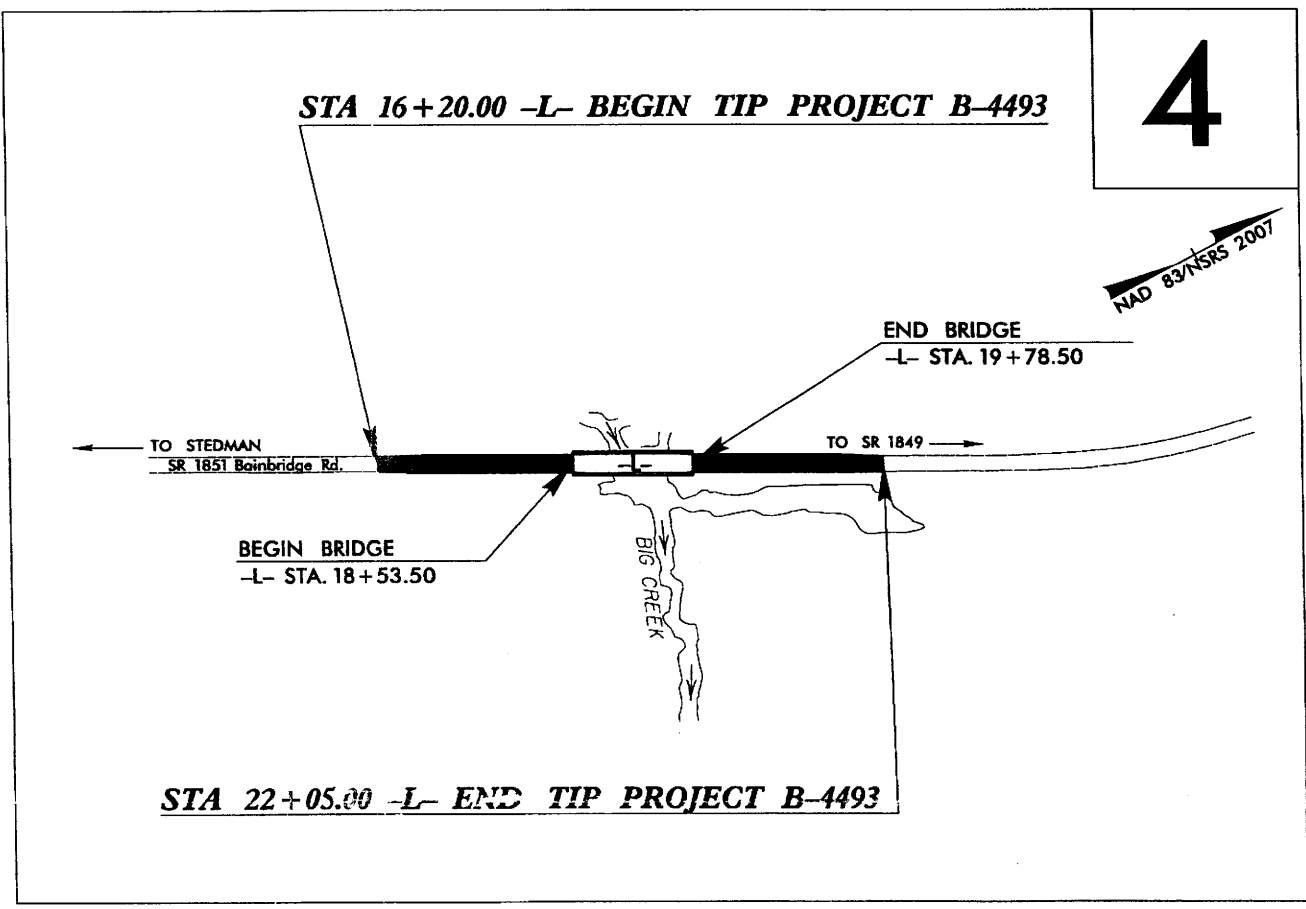 4
STA 16+20.00 -L- BEGIN TIP PROJECT B-4493
NAD 83/NSRS 2007
END BRIDGE
-L- STA. 19+78.50
TO STEDMAN
SR 1851 Bainbridge Rd.
-L-
TO SR 1849
BEGIN BRIDGE
-L- STA. 18+53.50
BIG CREEK
STA 22+05.00 -L- END TIP PROJECT B-4493